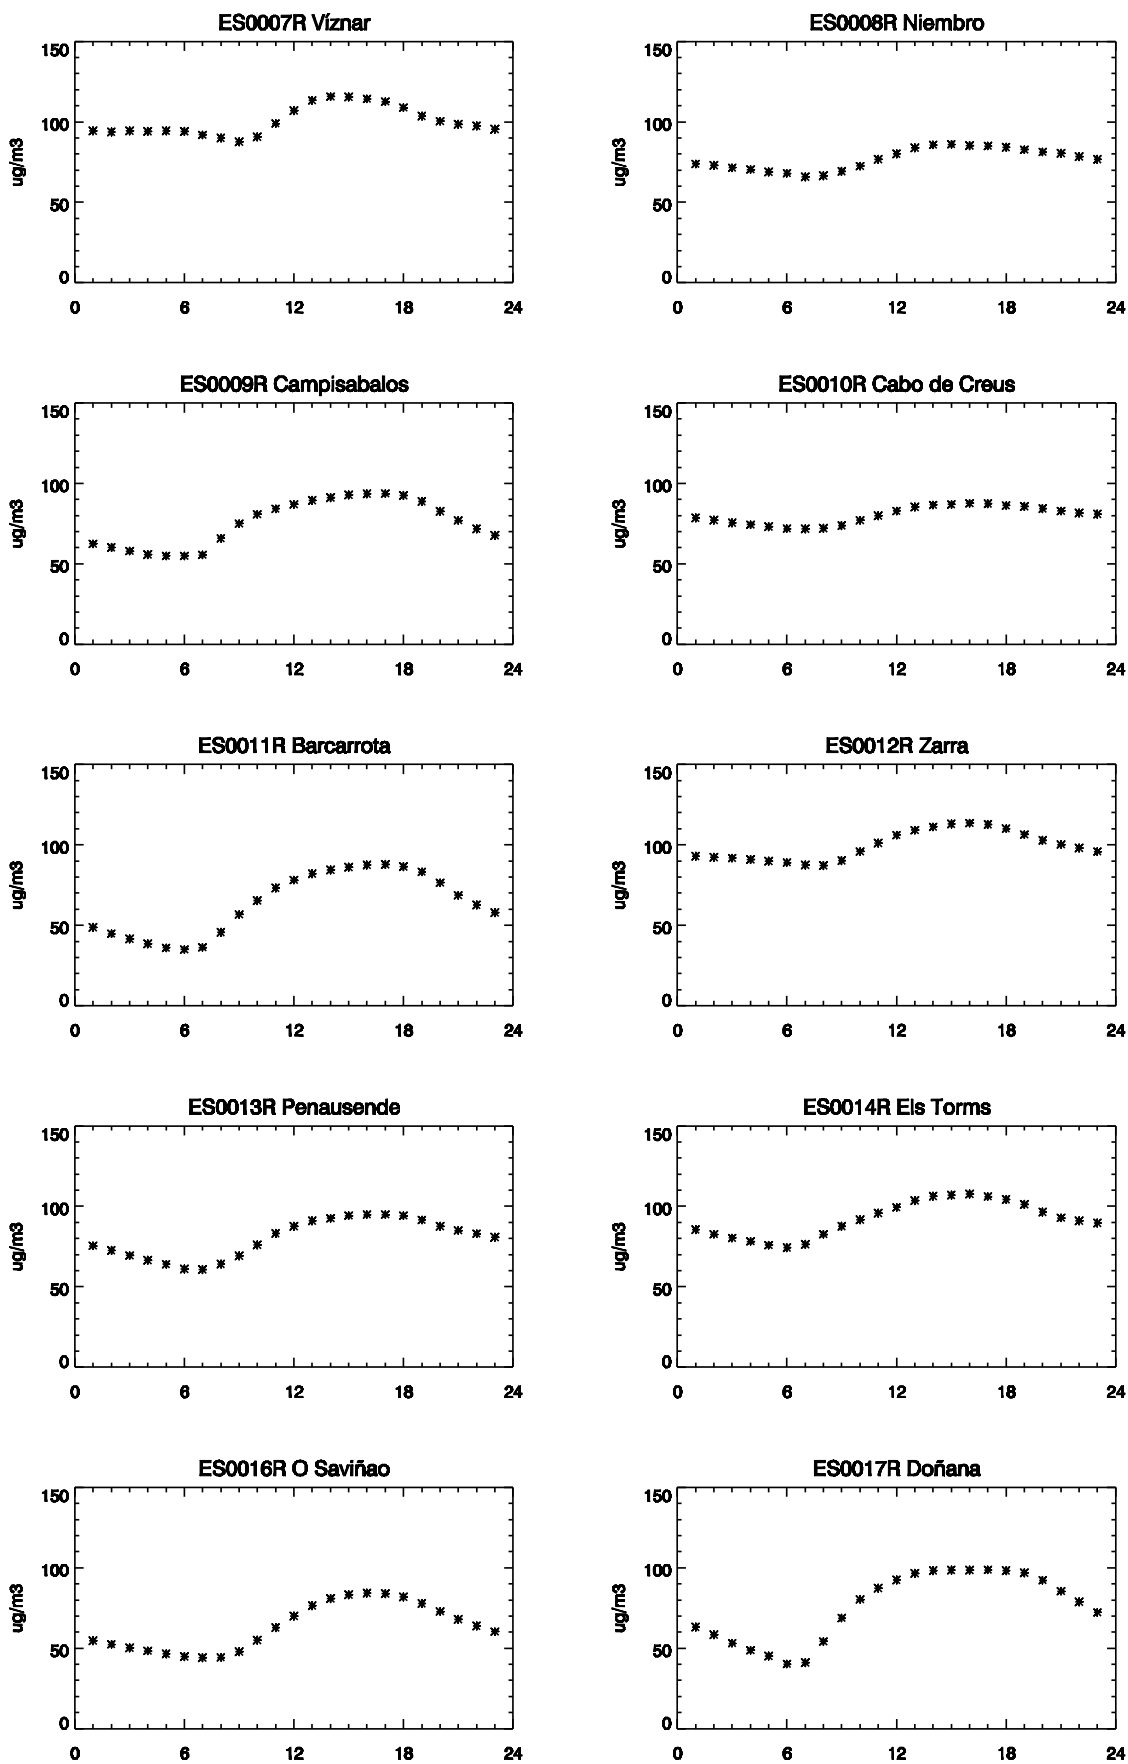 ES0007R Víznar
150
100
50
0
ug/m3
0 6 12 18 24
ES0008R Niembro
150
100
50
0
ug/m3
0 6 12 18 24
ES0009R Campisabalos
150
100
50
0
ug/m3
0 6 12 18 24
ES0010R Cabo de Creus
150
100
50
0
ug/m3
0 6 12 18 24
ES0011R Barcarrota
150
100
50
0
ug/m3
0 6 12 18 24
ES0012R Zarra
150
100
50
0
ug/m3
0 6 12 18 24
ES0013R Penausende
150
100
50
0
ug/m3
0 6 12 18 24
ES0014R Els Torms
150
100
50
0
ug/m3
0 6 12 18 24
ES0016R O Saviñao
150
100
50
0
ug/m3
0 6 12 18 24
ES0017R Doñana
150
100
50
0
ug/m3
0 6 12 18 24